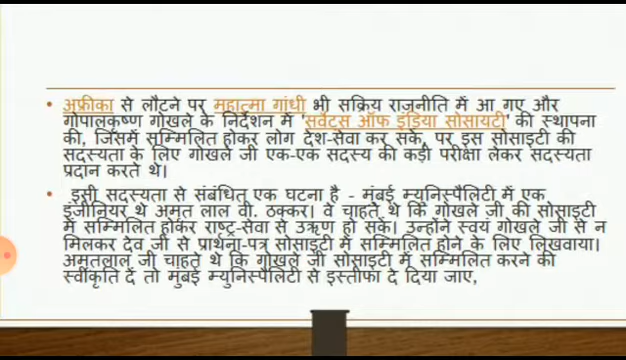 अफ्रीका से लौटने पर महात्मा गांधी भी सक्रिय राजनीति में आ गए और
गोपालकृष्ण गोखले के निर्देशन में 'सर्वेंट्स ऑफ़ इंडिया सोसायटी' की स्थापना
की, जिसमें सम्मिलित होकर लोग देश-सेवा कर सकें, पर इस सोसाइटी की
सदस्यता के लिए गोखले जी एक-एक सदस्य की कड़ी परीक्षा लेकर सदस्यता
प्रदान करते थे।
इसी सदस्यता से संबंधित एक घटना है - मुंबई म्युनिस्पैलिटी में एक
इंजीनियर थे अमृत लाल वी. ठक्कर। वे चाहते थे कि गोखले जी की सोसाइटी
में सम्मिलित होकर राष्ट्र-सेवा से उऋण हो सकें। उन्होंने स्वयं गोखले जी से न
मिलकर देव जी से प्रार्थना-पत्र सोसाइटी में सम्मिलित होने के लिए लिखवाया।
अमृतलाल जी चाहते थे कि गोखले जी सोसाइटी में सम्मिलित करने की
स्वीकृति दें तो मुंबई म्युनिस्पैलिटी से इस्तीफ़ा दे दिया जाए,